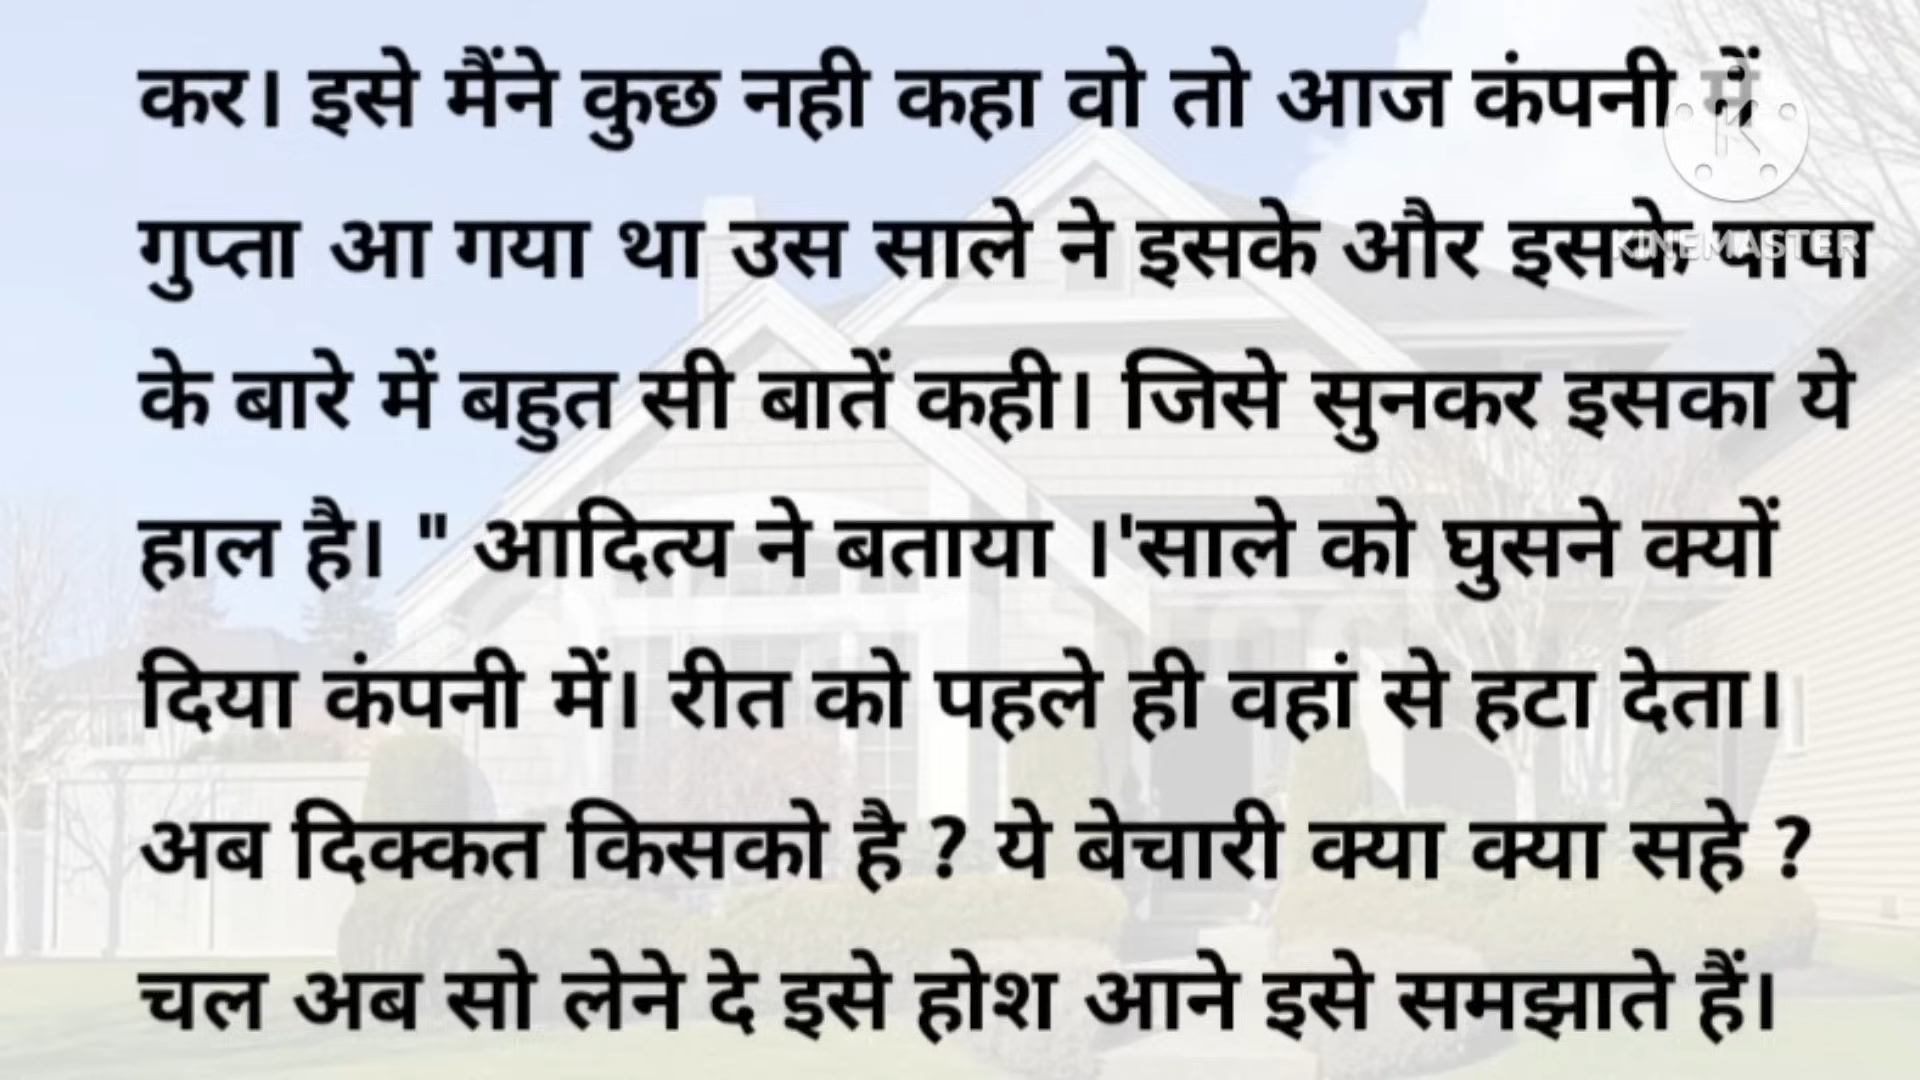 कर। इसे मैंने कुछ नही कहा वो तो आज कंपनी में
गुप्ता आ गया था उस साले ने इसके और इसके पापा
के बारे में बहुत सी बातें कही। जिसे सुनकर इसका ये
हाल है। " आदित्य ने बताया ।'साले को घुसने क्यों
दिया कंपनी में। रीत को पहले ही वहां से हटा देता।
अब दिक्कत किसको है ? ये बेचारी क्या क्या सहे ?
चल अब सो लेने दे इसे होश आने इसे समझाते हैं।
K
KINEMASTER